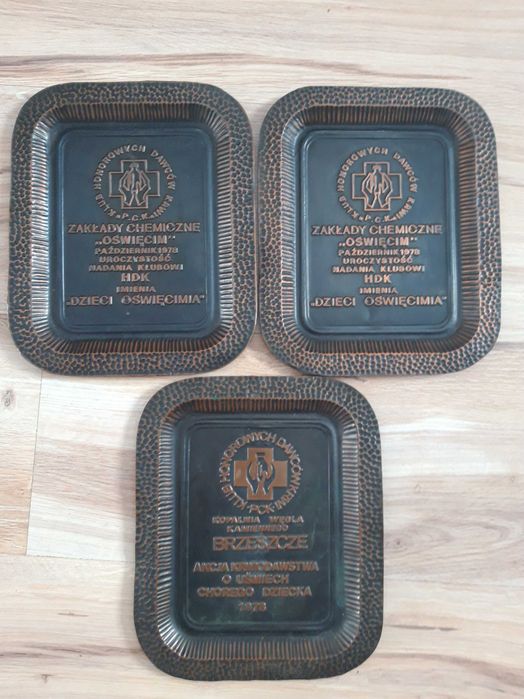 KLUB HONOROWYCH DAWCÓW KRWI
P.C.K.
ZAKŁADY CHEMICZNE
„OŚWIĘCIM"
PAŹDZIERNIK 1978
UROCZYSTOŚĆ
NADANIA KLUBOWI
HDK
IMIENIA
„DZIECI OŚWIĘCIMIA"
KLUB HONOROWYCH DAWCÓW KRWI
P.C.K.
ZAKŁADY CHEMICZNE
„OŚWIĘCIM"
PAŹDZIERNIK 1978
UROCZYSTOŚĆ
NADANIA KLUBOWI
HDK
IMIENIA
„DZIECI OŚWIĘCIMIA"
KLUB HONOROWYCH DAWCÓW KRWI
PCK
KOPALNIA WĘGLA
KAMIENNEGO
BRZESZCZE
AKCJA KRWIODAWSTWA
O UŚMIECH
CHOREGO DZIECKA
1978